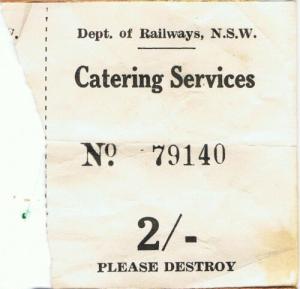 Dept. of Railways, N.S.W.
Catering Services
Nº 79140
2/-
PLEASE DESTROY